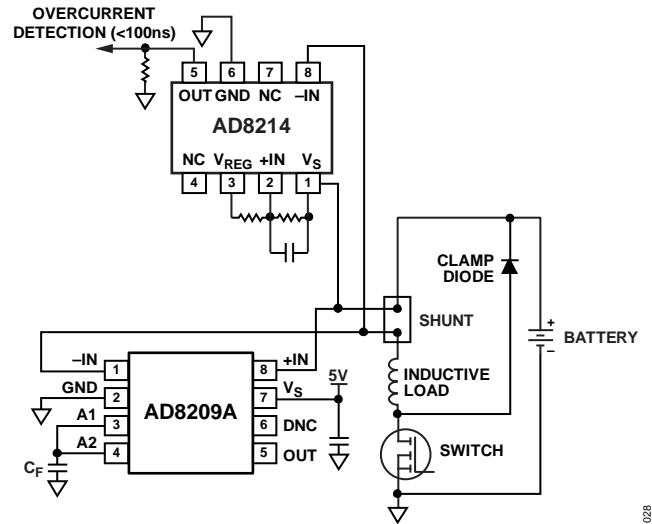 OVERCURRENT
DETECTION (<100ns)
5 6 7 8
OUT GND NC –IN
AD8214
NC VREG +IN VS
4 3 2 1
CLAMP
DIODE
SHUNT
+
–
BATTERY
INDUCTIVE
LOAD
SWITCH
–IN 1
GND 2
A1 3
A2 4
CF
AD8209A
8 +IN
7 VS
6 DNC
5 OUT
5V
028